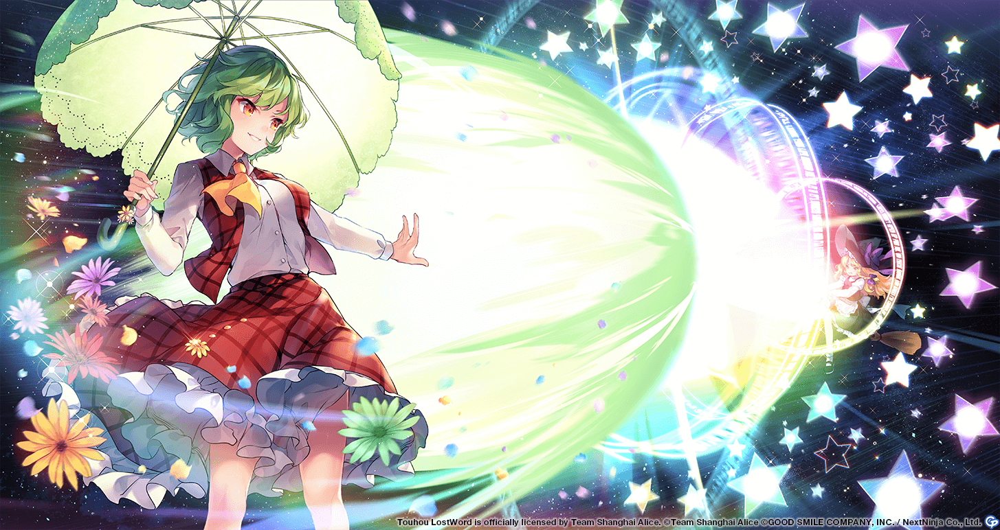 Touhou LostWord is officially licensed by Team Shanghai Alice. ©Team Shanghai Alice ©GOOD SMILE COMPANY, INC. / NextNinja Co., Ltd.